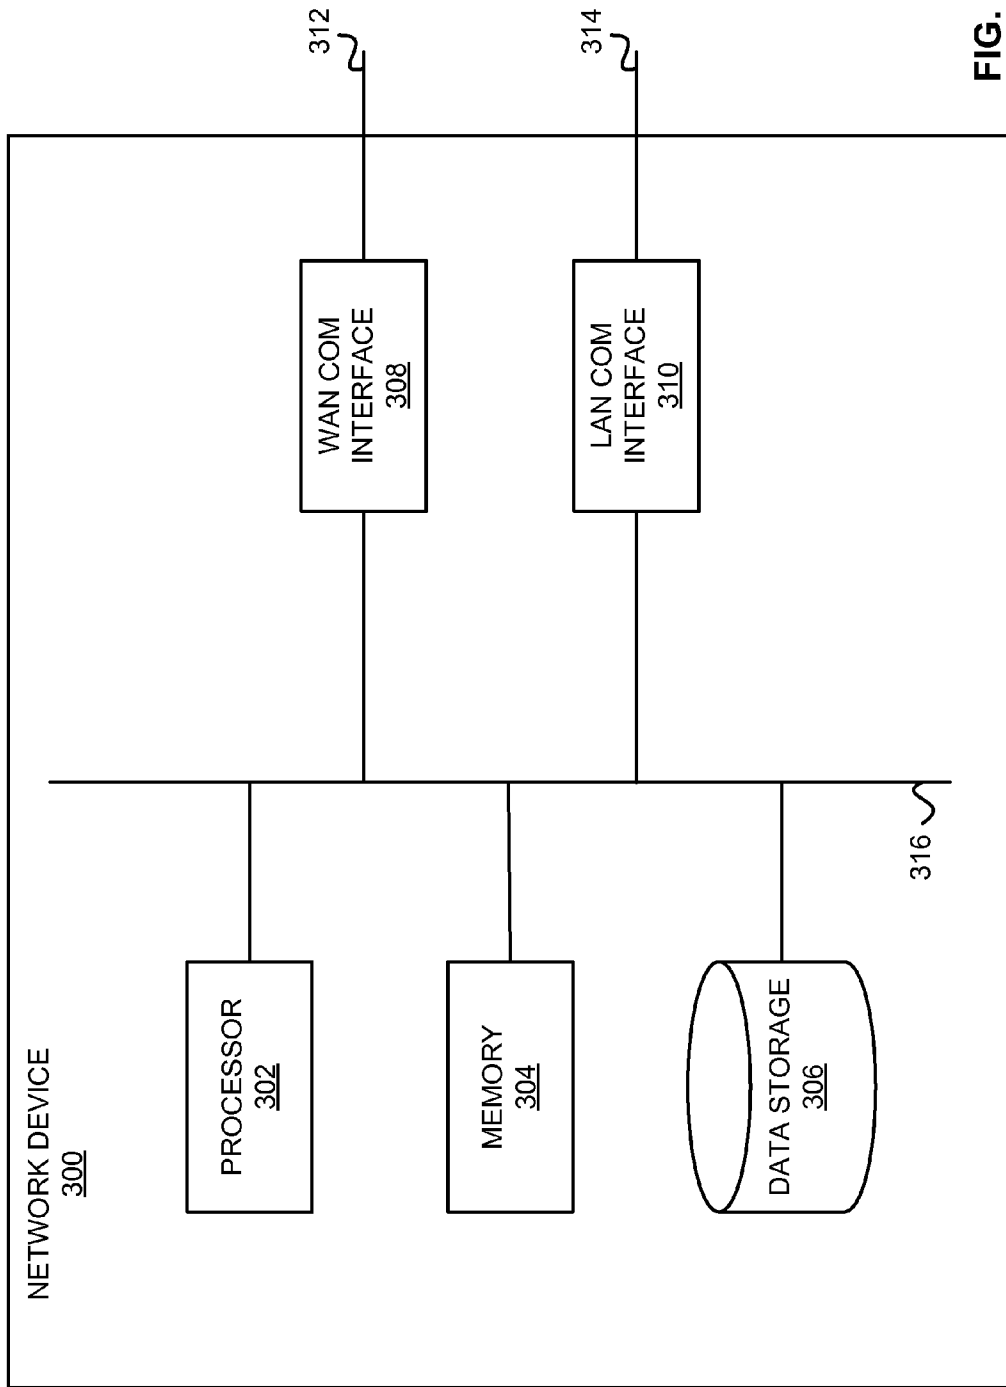 NETWORK DEVICE
300
PROCESSOR
302
MEMORY
304
DATA STORAGE
306
316
WAN COM
INTERFACE
308
LAN COM
INTERFACE
310
312
314
FIG.